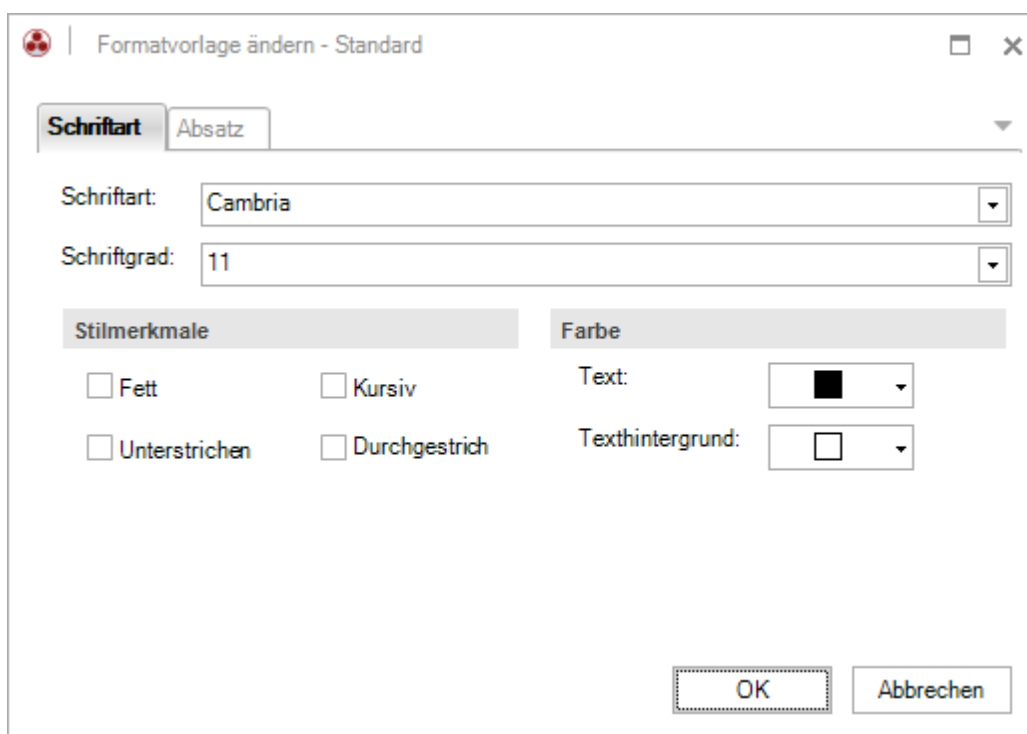 Formatvorlage ändern - Standard
Schriftart Absatz
Schriftart: Cambria
Schriftgrad: 11
Stilmerkmale Farbe
Fett Kursiv Text:
Unterstrichen Durchgestrich Texthintergrund:
OK Abbrechen